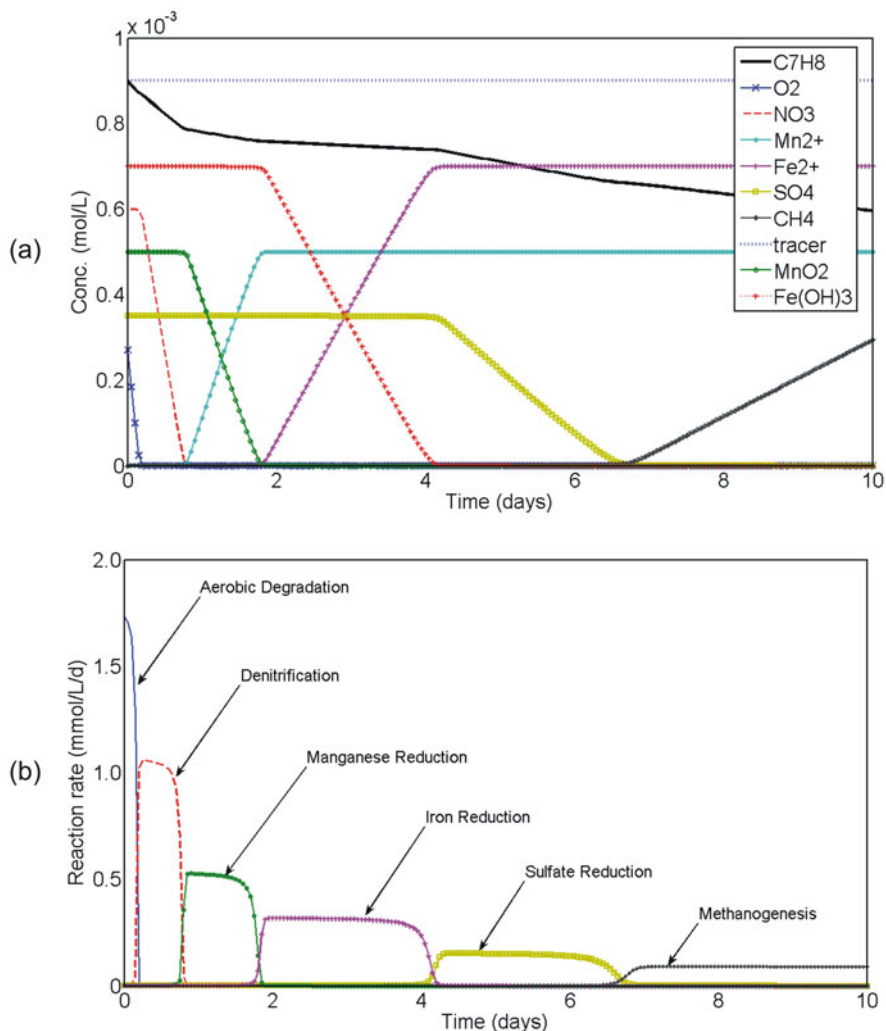 (a)
x 10-3
Conc. (mol/L)
1
0.8
0.6
0.4
0.2
0
0
2
4
6
8
10
Time (days)
C7H8
O2
NO3
Mn2+
Fe2+
SO4
CH4
tracer
MnO2
Fe(OH)3
(b)
Reaction rate (mmol/L/d)
2.0
1.5
1.0
0.5
0
0
2
4
6
8
10
Time (days)
Aerobic Degradation
Denitrification
Manganese Reduction
Iron Reduction
Sulfate Reduction
Methanogenesis